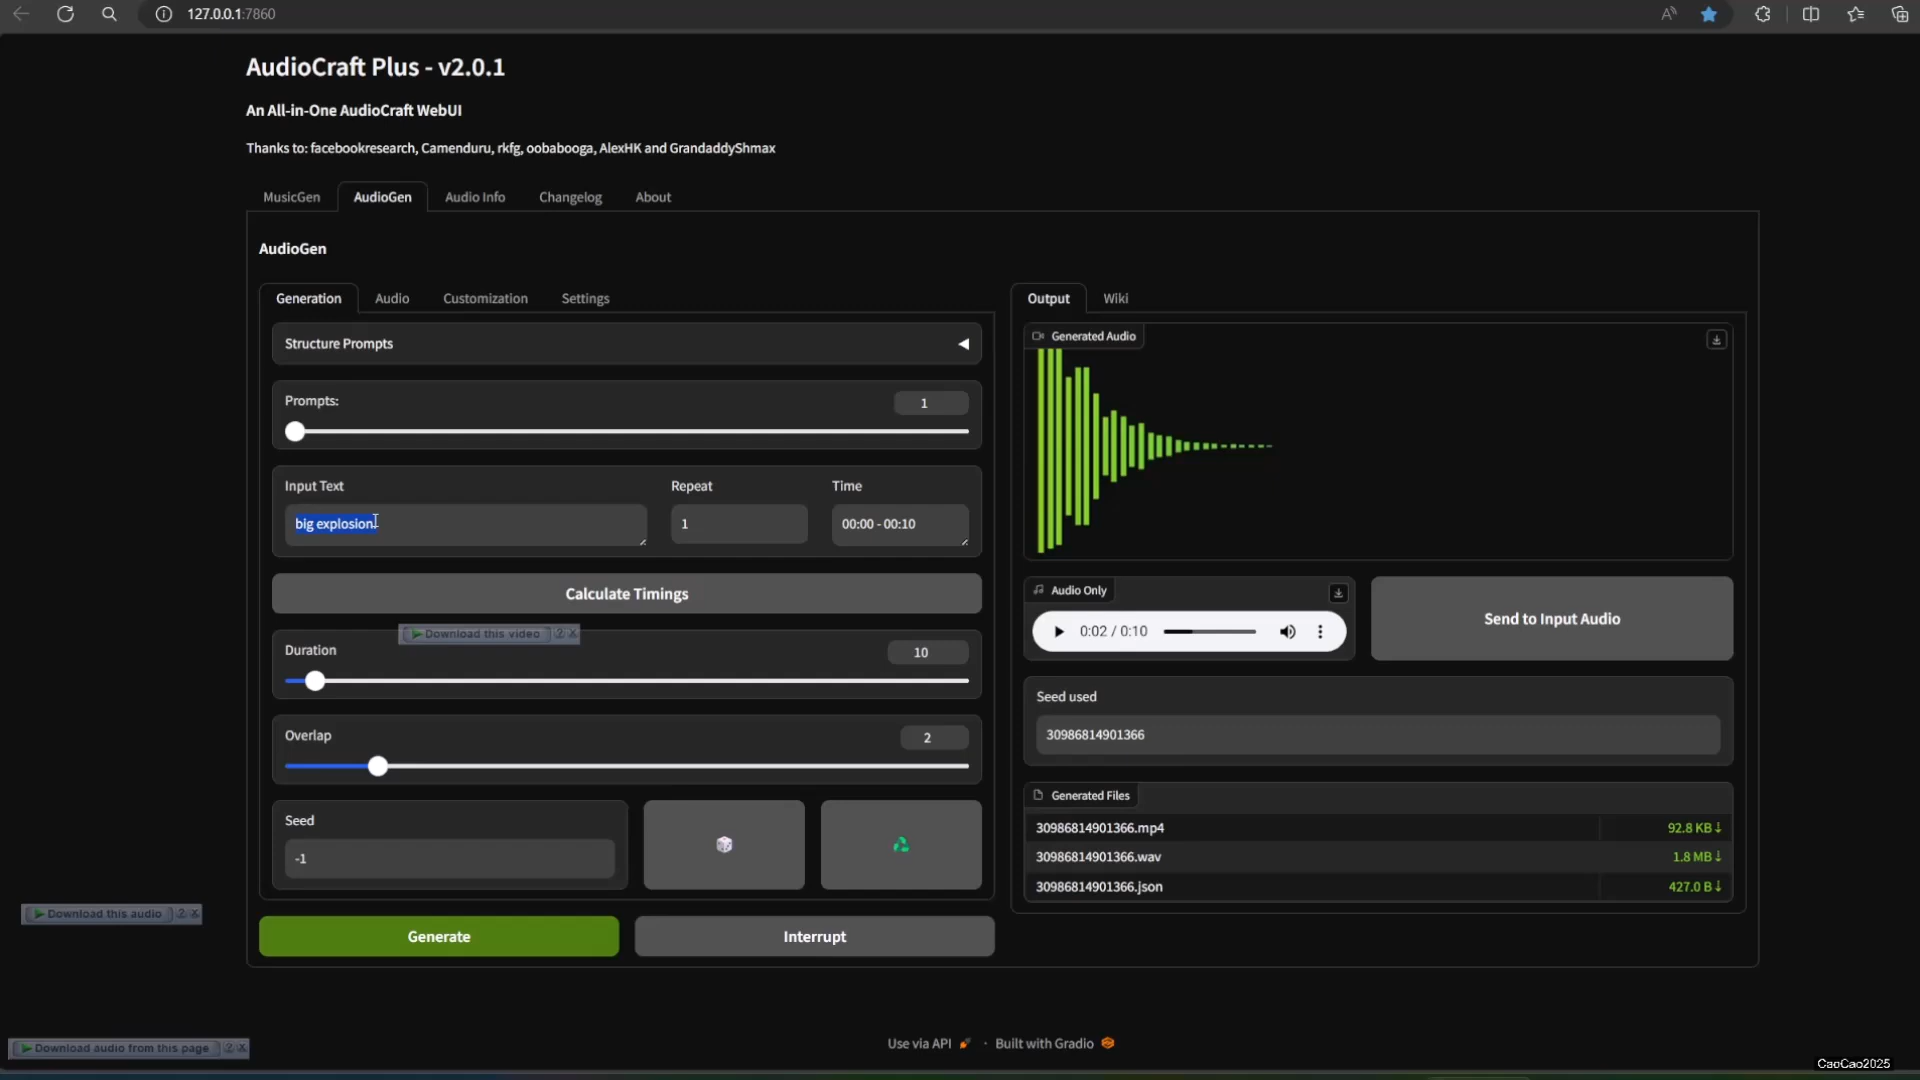 127.0.0.1:7860
AudioCraft Plus - v2.0.1
An All-in-One AudioCraft WebUI
Thanks to: facebookresearch, Camenduru, rkfg, oobabooga, AlexHK and GrandaddyShmax
MusicGen AudioGen Audio Info Changelog About
AudioGen
Generation Audio Customization Settings
Output Wiki
Structure Prompts
Generated Audio
Prompts:
1
Input Text Repeat Time
big explosion 1 00:00 - 00:10
Calculate Timings
Download this video
Duration
10
Overlap
2
Seed
-1
Generate Interrupt
Audio Only
0:02 / 0:10
Send to Input Audio
Seed used
30986814901366
Generated Files
30986814901366.mp4 92.8 KB↓
30986814901366.wav 1.8 MB↓
30986814901366.json 427.0 B↓
Download this audio
Download audio from this page
Use via API · Built with Gradio
CaoCao2025